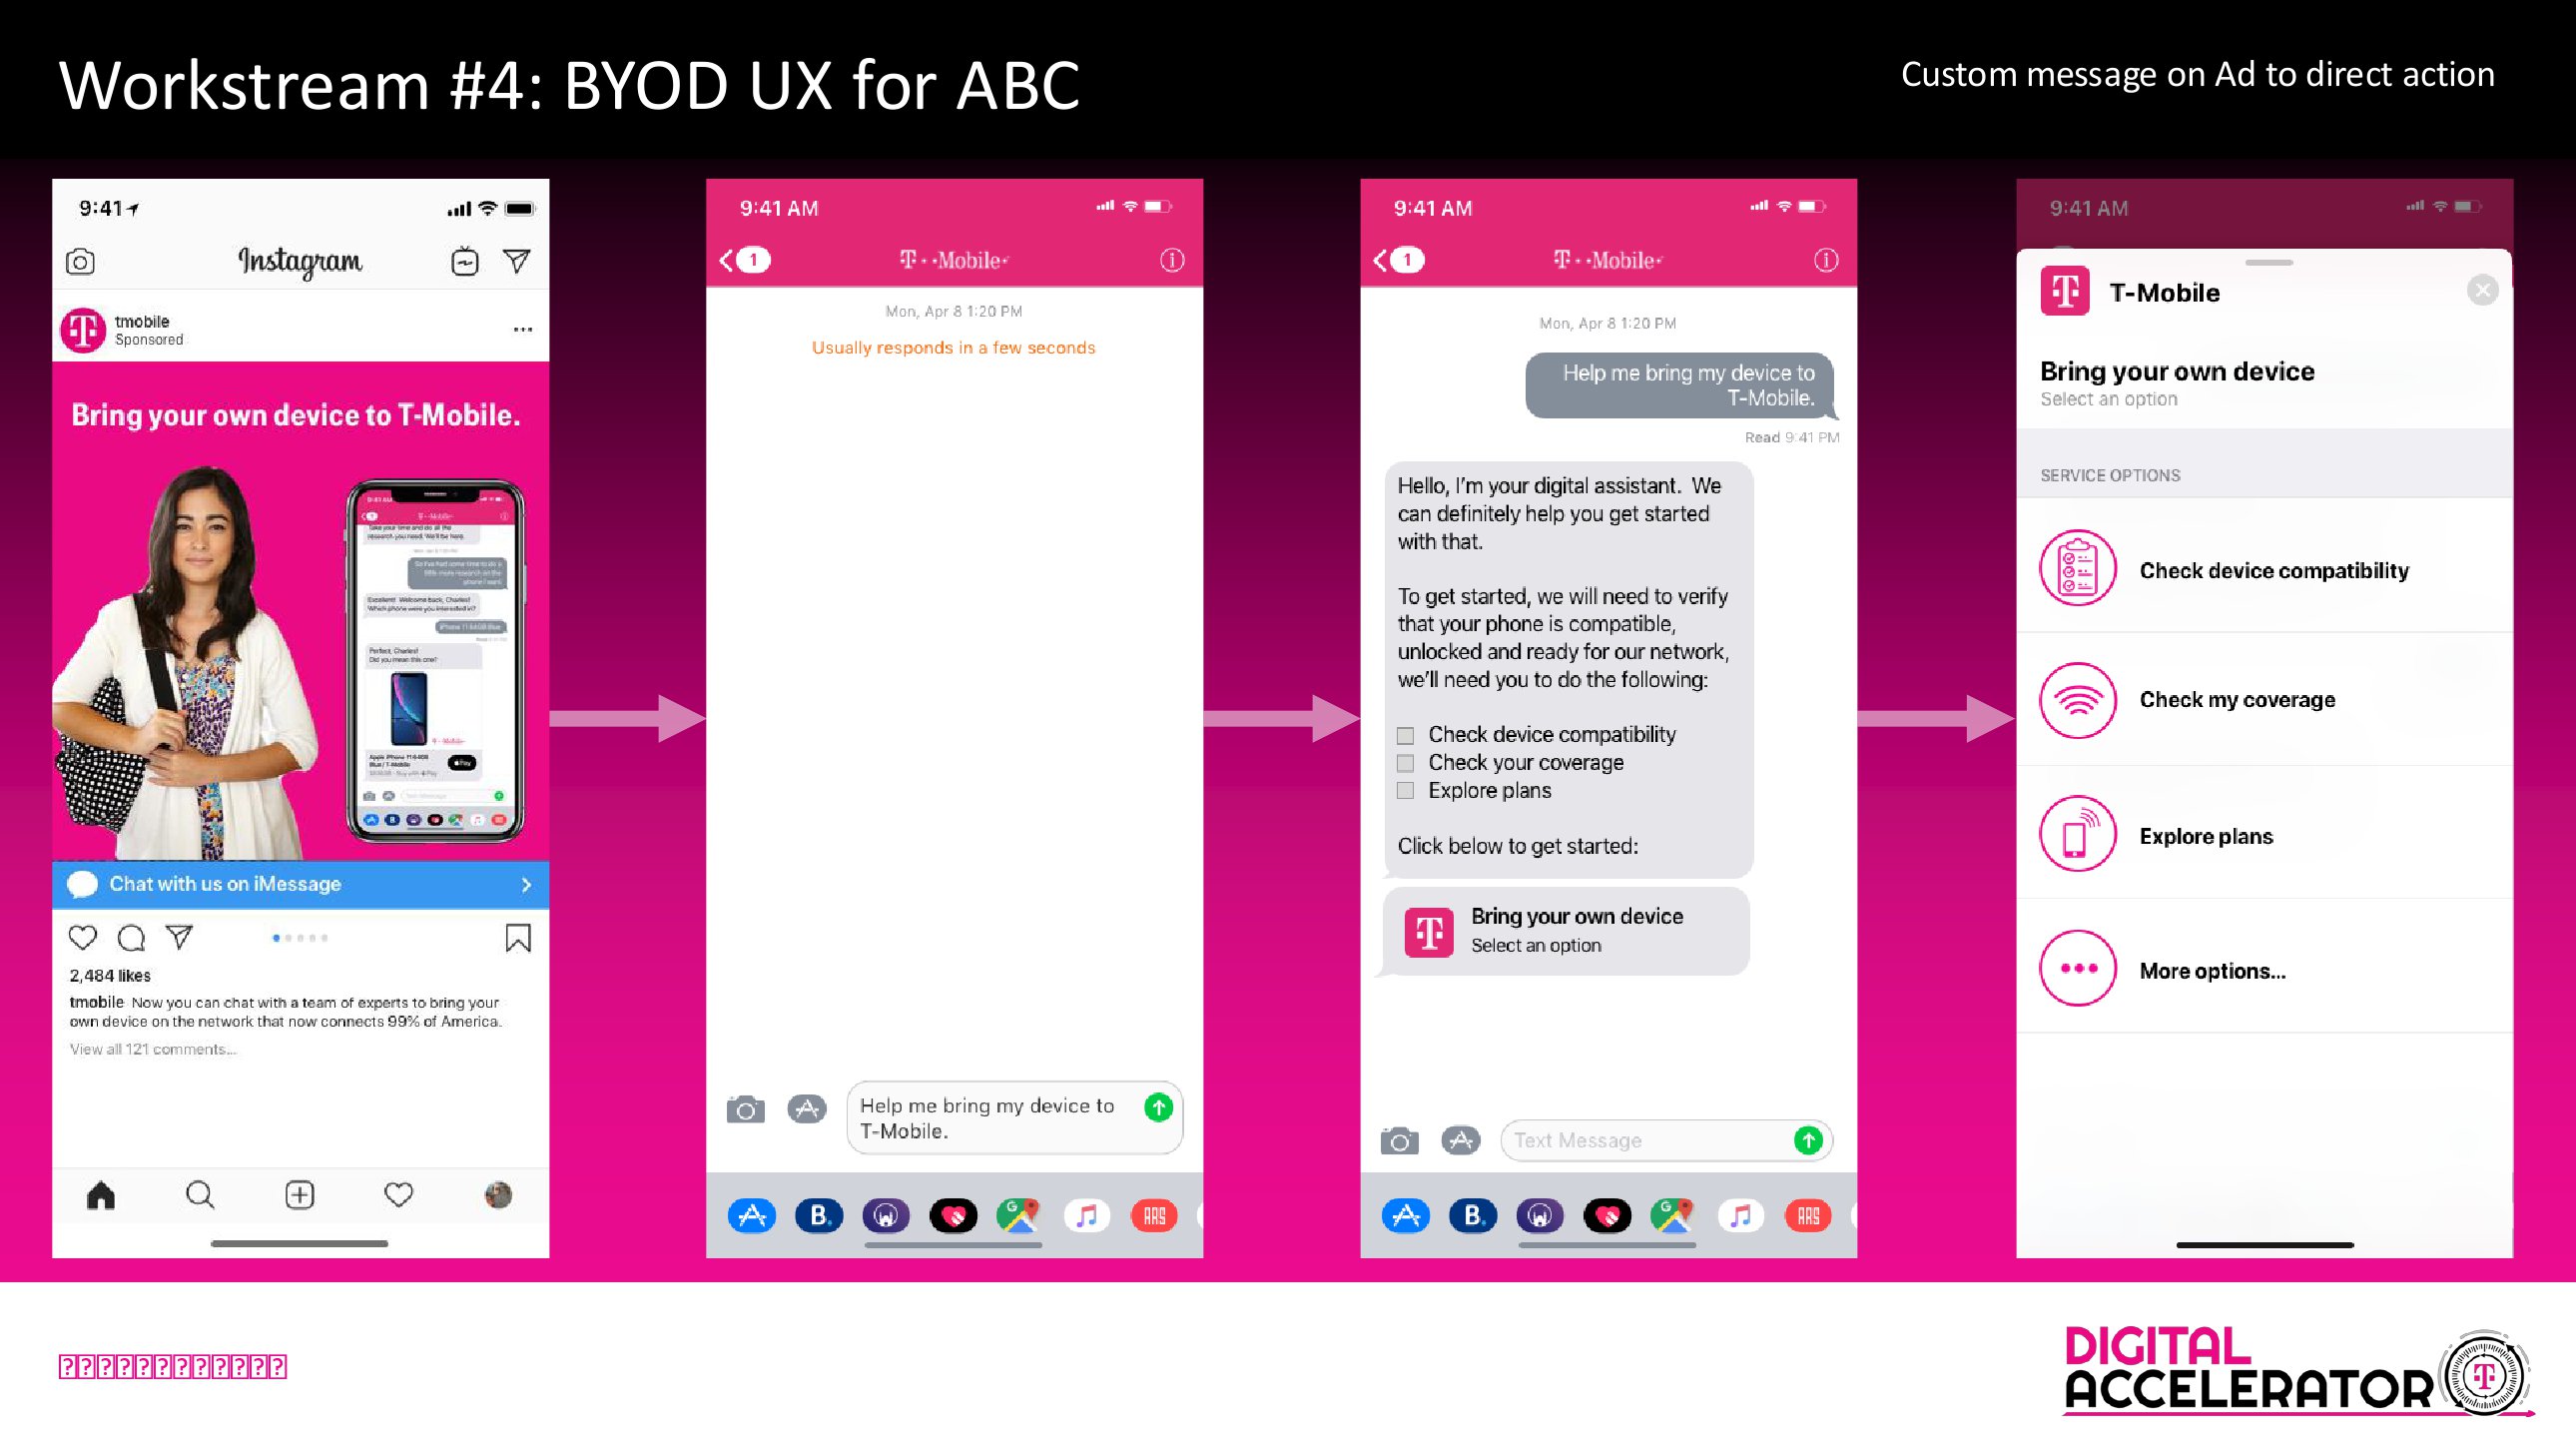 Workstream #4: BYOD UX for ABC
Custom message on Ad to direct action
9:41
Instagram
tmobile
Sponsored
Bring your own device to T-Mobile.
Chat with us on iMessage
2,484 likes
tmobile Now you can chat with a team of experts to bring your
own device on the network that now connects 99% of America.
View all 121 comments...
9:41 AM
1
T··Mobile·
Mon, Apr 8 1:20 PM
Usually responds in a few seconds
Help me bring my device to
T-Mobile.
B.
G
AAS
9:41 AM
1
T··Mobile·
Mon, Apr 8 1:20 PM
Help me bring my device to
T-Mobile.
Read 9:41 PM
Hello, I'm your digital assistant. We
can definitely help you get started
with that.
To get started, we will need to verify
that your phone is compatible,
unlocked and ready for our network,
we'll need you to do the following:
Check device compatibility
Check your coverage
Explore plans
Click below to get started:
T
Bring your own device
Select an option
Text Message
B.
G
AAS
9:41 AM
T
T-Mobile
Bring your own device
Select an option
SERVICE OPTIONS
Check device compatibility
Check my coverage
Explore plans
More options...
DIGITAL
ACCELERATOR
T